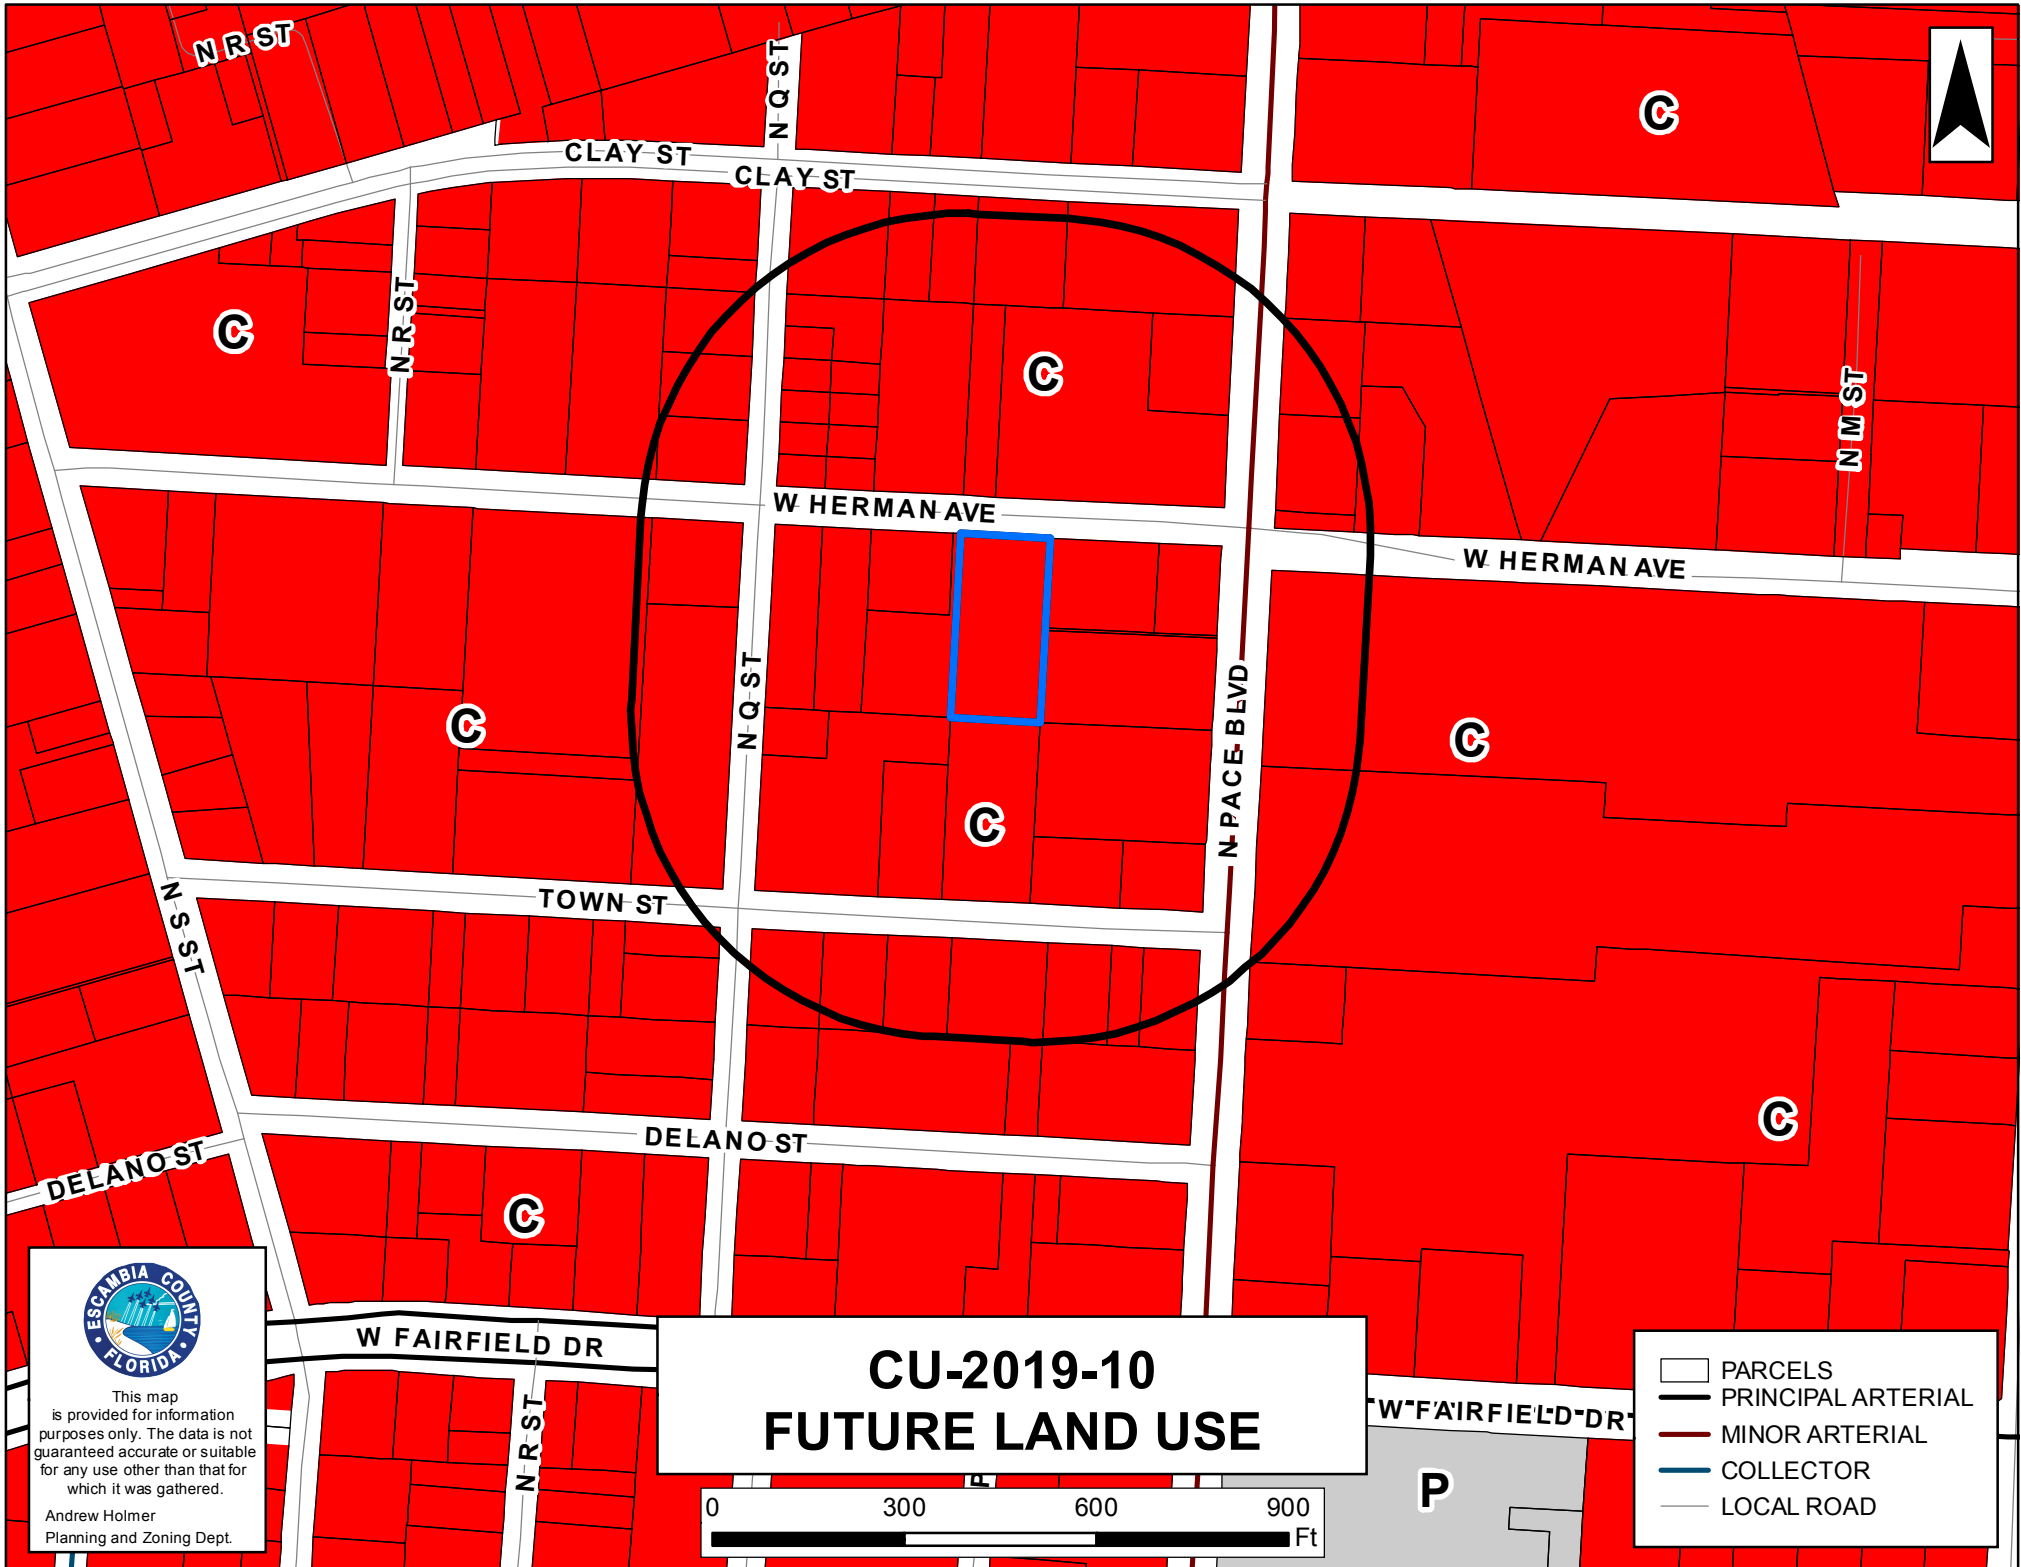 N R ST
N Q ST
C
CLAY ST
CLAY ST
C
N R ST
C
N M ST
W HERMAN AVE
W HERMAN AVE
N Q ST
N PACE BLVD
C
C
C
TOWN ST
N S ST
DELANO ST
DELANO ST
C
C
ESCAMBIA COUNTY
FLORIDA
This map
is provided for information
purposes only. The data is not
guaranteed accurate or suitable
for any use other than that for
which it was gathered.
Andrew Holmer
Planning and Zoning Dept.
W FAIRFIELD DR
N R ST
CU-2019-10
FUTURE LAND USE
W FAIRFIELD DR
P
P
0 300 600 900
Ft
PARCELS
PRINCIPAL ARTERIAL
MINOR ARTERIAL
COLLECTOR
LOCAL ROAD